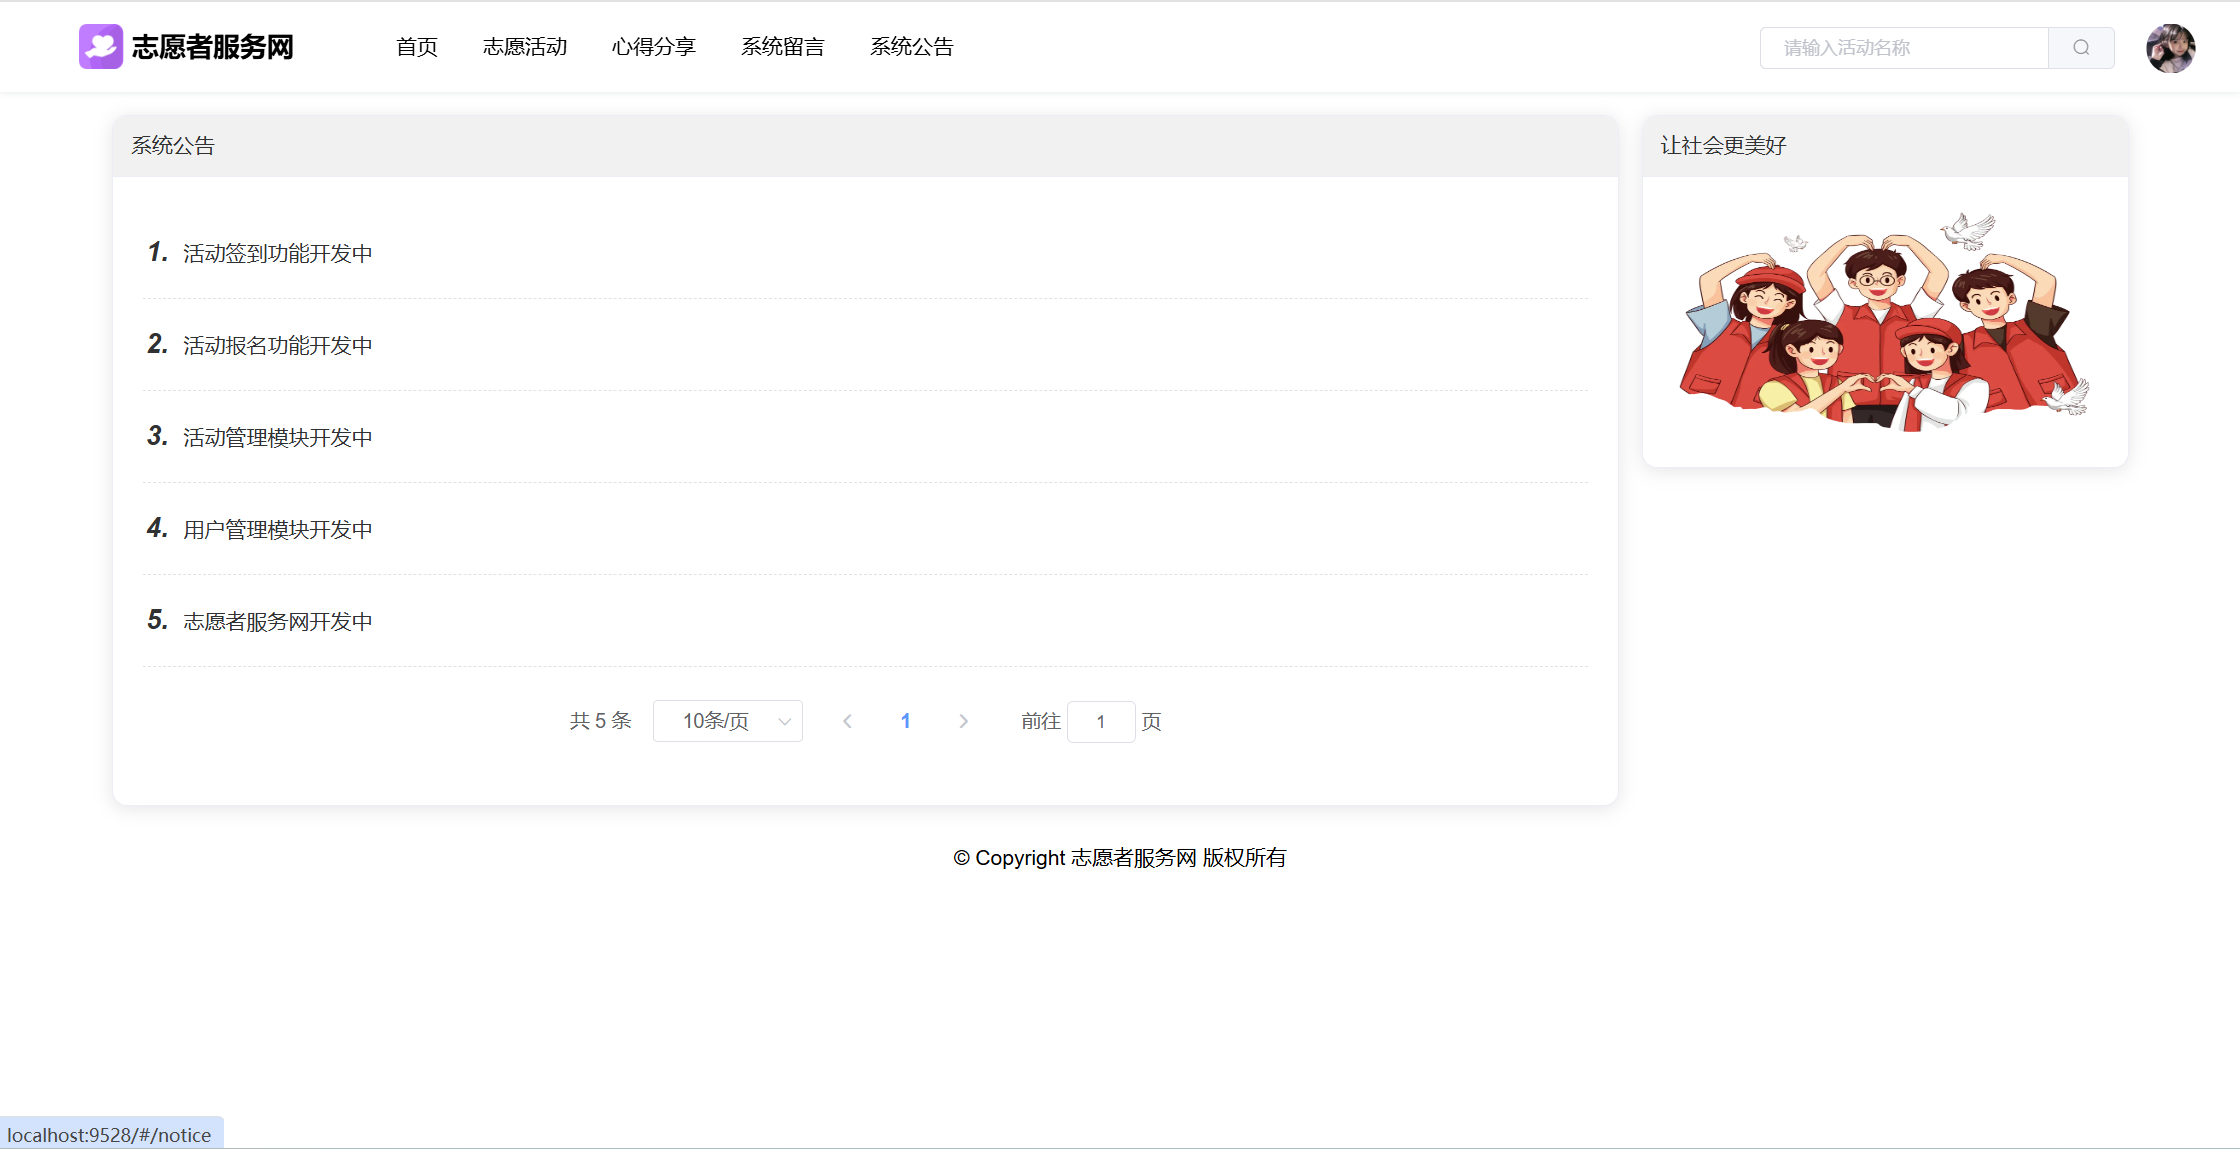 志愿者服务网
首页 志愿活动 心得分享 系统留言 系统公告
请输入活动名称
系统公告
1. 活动签到功能开发中
2. 活动报名功能开发中
3. 活动管理模块开发中
4. 用户管理模块开发中
5. 志愿者服务网开发中
共 5 条 10条/页 1 前往 1 页
让社会更美好
© Copyright 志愿者服务网 版权所有
localhost:9528/#/notice